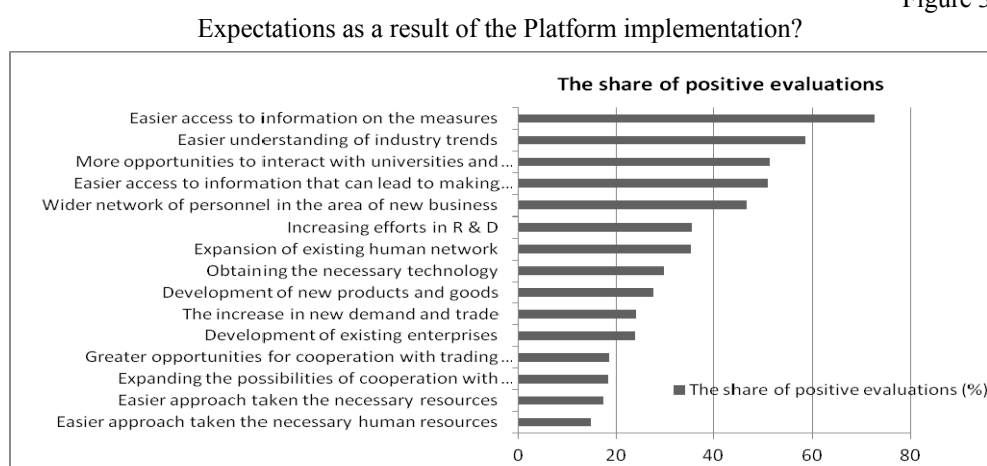 Figure 3
Expectations as a result of the Platform implementation?
The share of positive evaluations
Easier access to information on the measures
Easier understanding of industry trends
More opportunities to interact with universities and ...
Easier access to information that can lead to making ...
Wider network of personnel in the area of new business
Increasing efforts in R & D
Expansion of existing human network
Obtaining the necessary technology
Development of new products and goods
The increase in new demand and trade
Development of existing enterprises
Greater opportunities for cooperation with trading ...
Expanding the possibilities of cooperation with ...
Easier approach taken the necessary resources
Easier approach taken the necessary human resources
The share of positive evaluations (%)
0 20 40 60 80